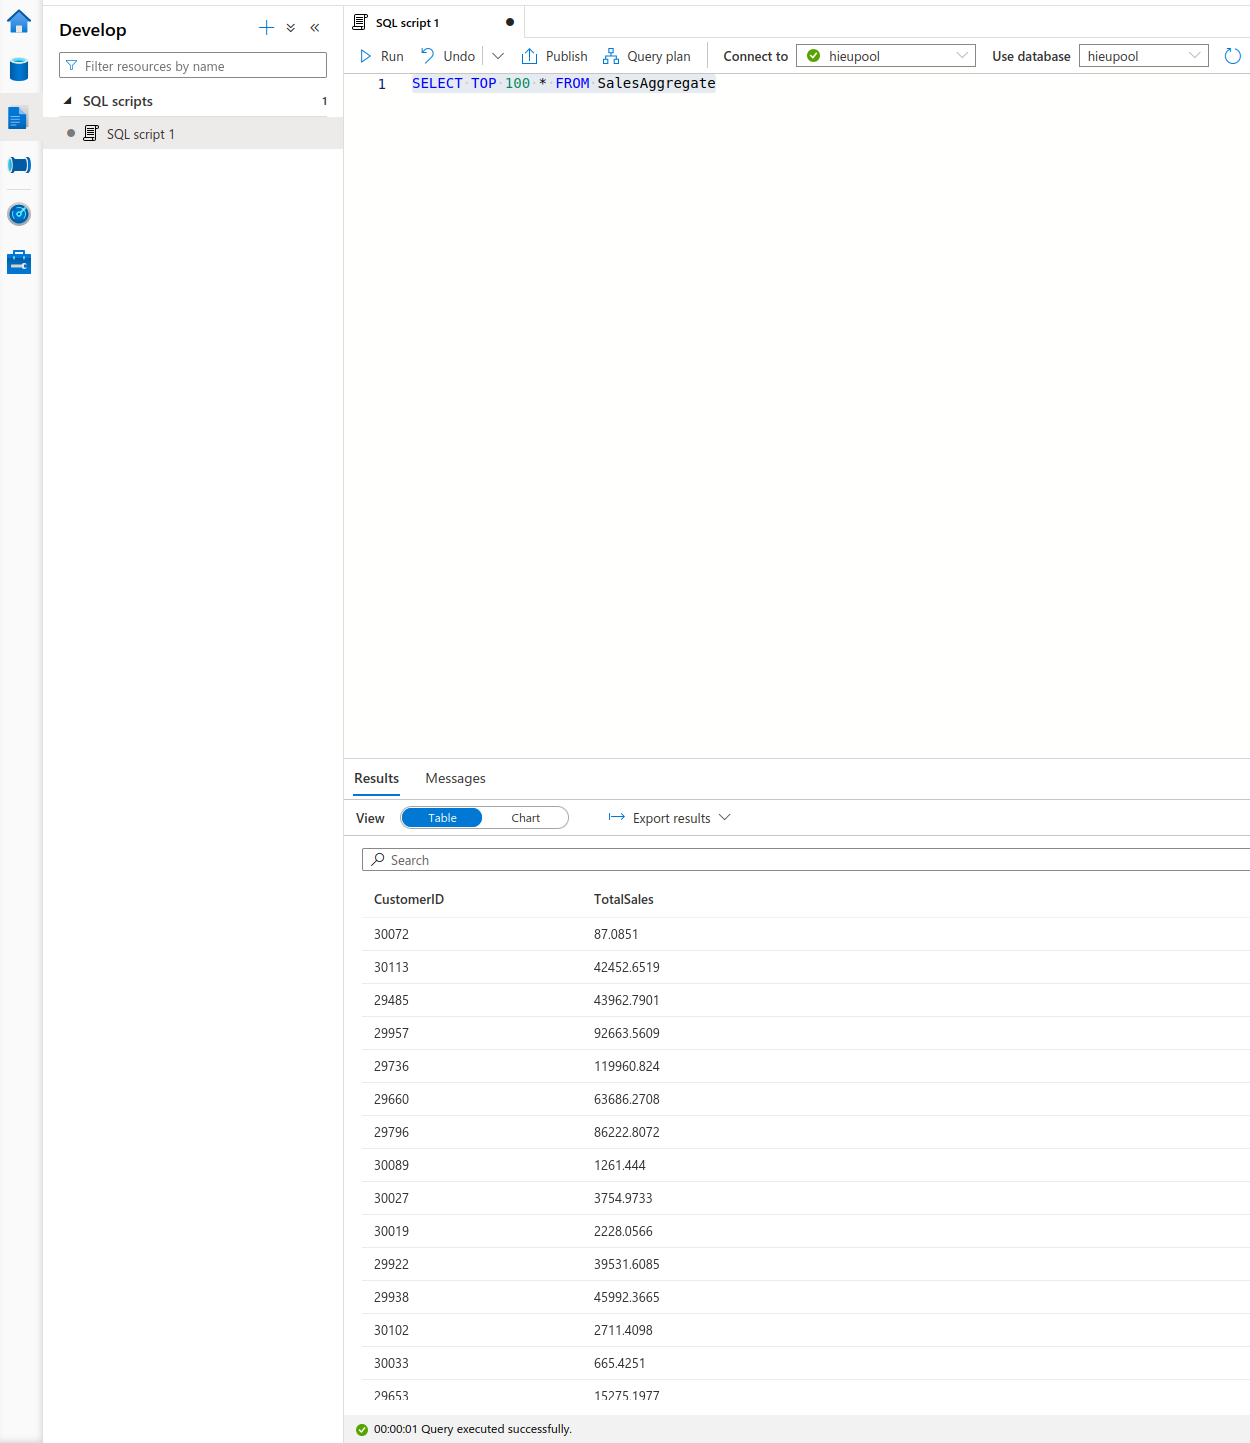 Develop
Filter resources by name
SQL scripts 1
SQL script 1
SQL script 1
Run Undo Publish Query plan Connect to hieupool Use database hieupool
1 SELECT TOP 100 * FROM SalesAggregate
Results Messages
View Table Chart Export results
Search
CustomerID TotalSales
30072 87.0851
30113 42452.6519
29485 43962.7901
29957 92663.5609
29736 119960.824
29660 63686.2708
29796 86222.8072
30089 1261.444
30027 3754.9733
30019 2228.0566
29922 39531.6085
29938 45992.3665
30102 2711.4098
30033 665.4251
29653 15275.1977
00:00:01 Query executed successfully.